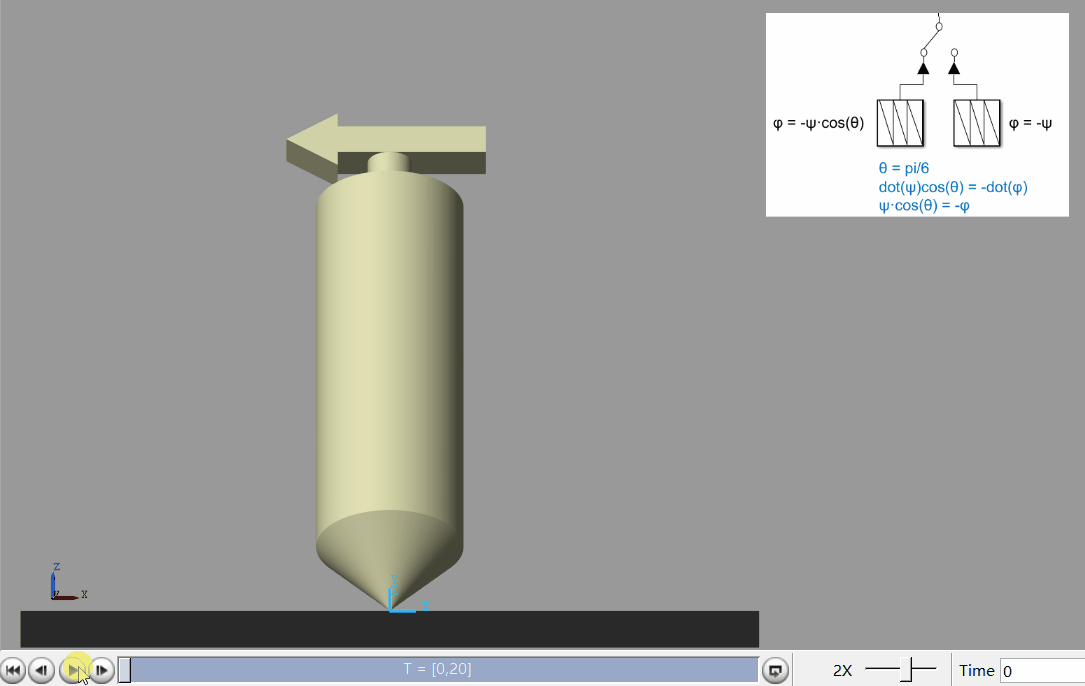 φ = -ψ·cos(θ)
φ = -ψ
θ = pi/6
dot(ψ)cos(θ) = -dot(φ)
ψ·cos(θ) = -φ
Z
X
T = [0,20]
2X
Time 0